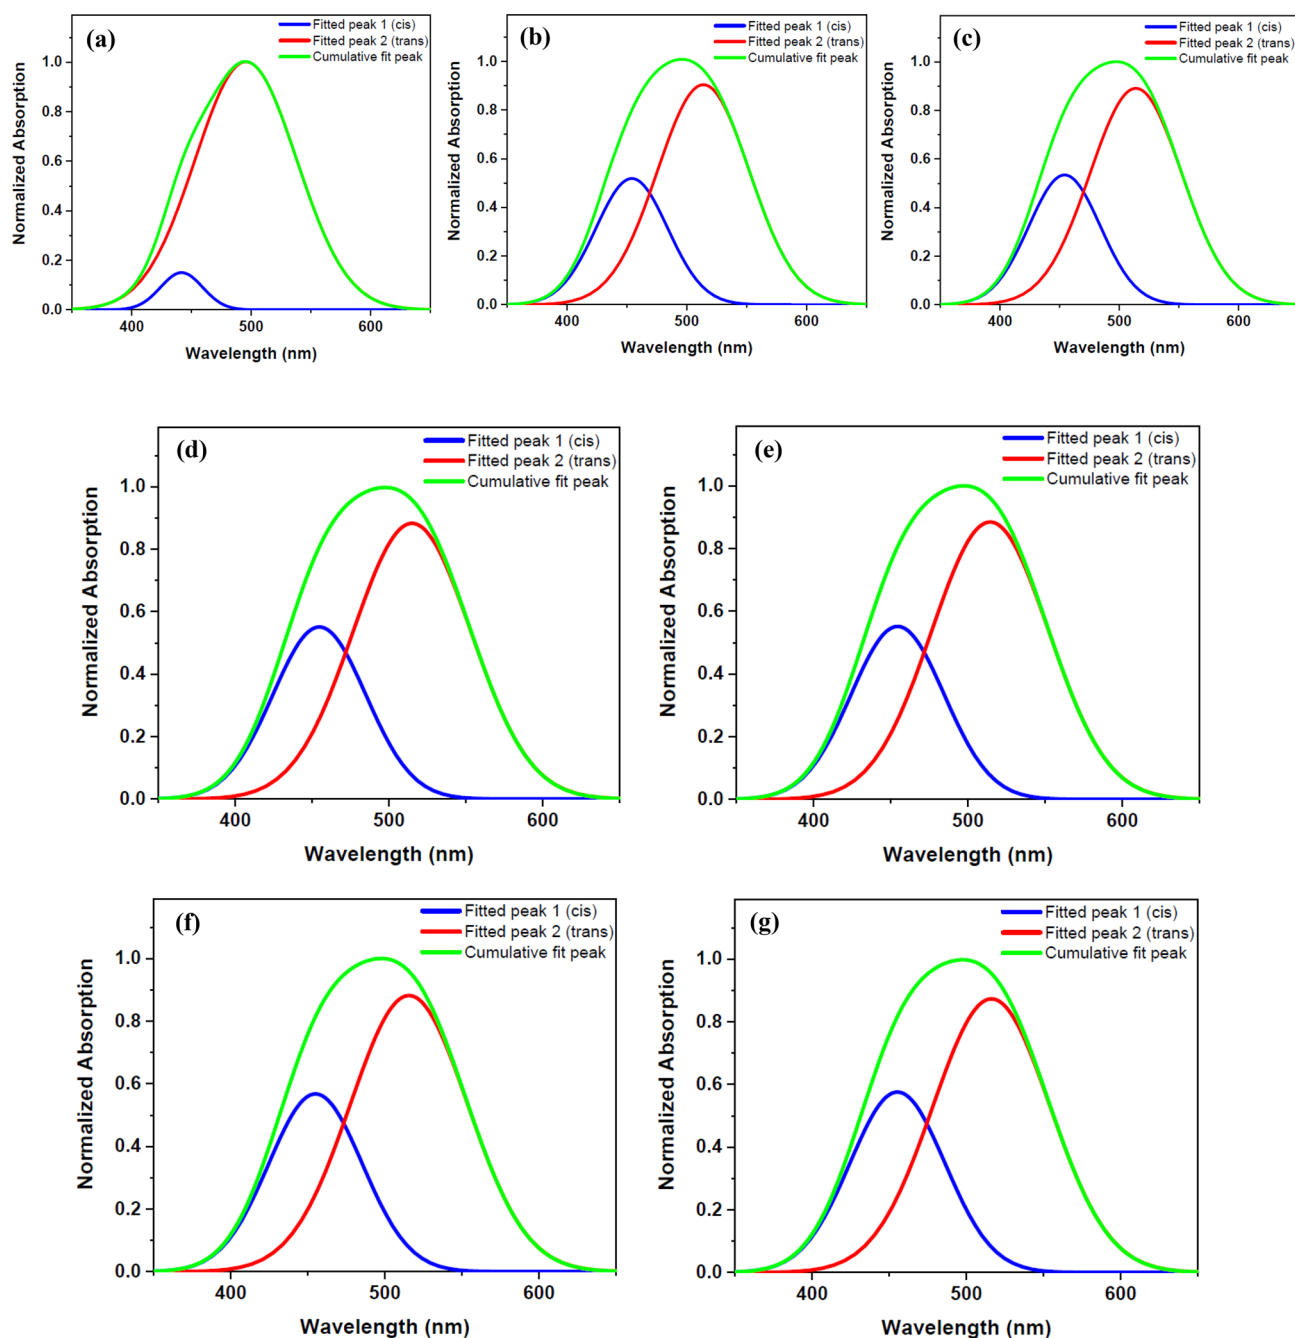 (a)
Fitted peak 1 (cis)
Fitted peak 2 (trans)
Cumulative fit peak
1.0
0.8
0.6
0.4
0.2
0.0
Normalized Absorption
400
500
600
Wavelength (nm)
(b)
Fitted peak 1 (cis)
Fitted peak 2 (trans)
Cumulative fit peak
1.0
0.8
0.6
0.4
0.2
0.0
Normalized Absorption
400
500
600
Wavelength (nm)
(c)
Fitted peak 1 (cis)
Fitted peak 2 (trans)
Cumulative fit peak
1.0
0.8
0.6
0.4
0.2
0.0
Normalized Absorption
400
500
600
Wavelength (nm)
(d)
Fitted peak 1 (cis)
Fitted peak 2 (trans)
Cumulative fit peak
1.0
0.8
0.6
0.4
0.2
0.0
Normalized Absorption
400
500
600
Wavelength (nm)
(e)
Fitted peak 1 (cis)
Fitted peak 2 (trans)
Cumulative fit peak
1.0
0.8
0.6
0.4
0.2
0.0
Normalized Absorption
400
500
600
Wavelength (nm)
(f)
Fitted peak 1 (cis)
Fitted peak 2 (trans)
Cumulative fit peak
1.0
0.8
0.6
0.4
0.2
0.0
Normalized Absorption
400
500
600
Wavelength (nm)
(g)
Fitted peak 1 (cis)
Fitted peak 2 (trans)
Cumulative fit peak
1.0
0.8
0.6
0.4
0.2
0.0
Normalized Absorption
400
500
600
Wavelength (nm)